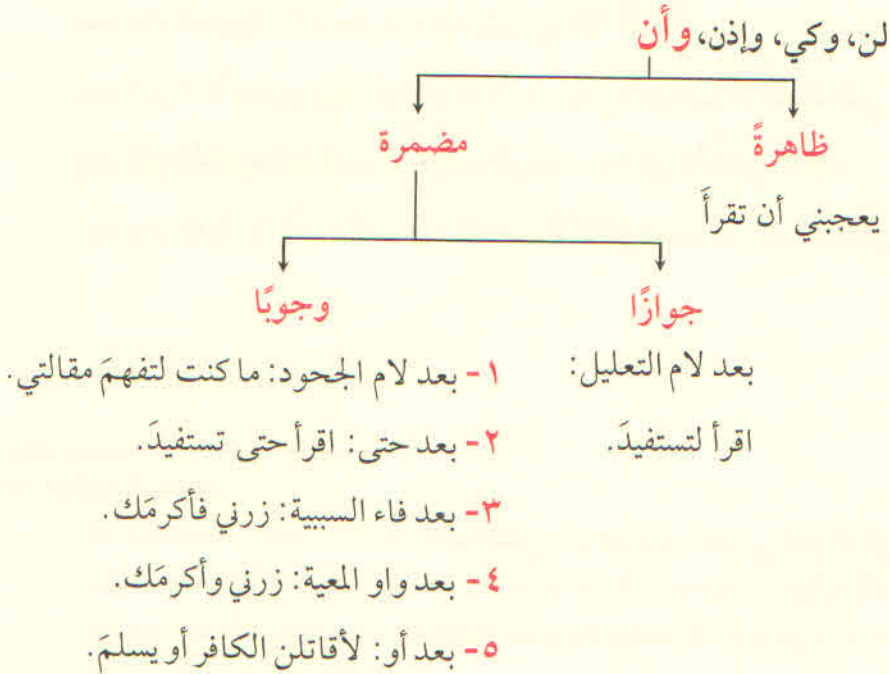 لن، وكي، وإذن، وأن
ظاهرةً
مضمرة
يعجبني أن تقرأَ
جوازًا
وجوبًا
بعد لام التعليل:
اقرأ لتستفيدَ.
١- بعد لام الجحود: ما كنت لتفهمَ مقالتي.
٢- بعد حتى: اقرأ حتى تستفيدَ.
٣- بعد فاء السببية: زرني فأكرمَك.
٤- بعد واو المعية: زرني وأكرمَك.
٥- بعد أو: لأقاتلن الكافر أو يسلمَ.